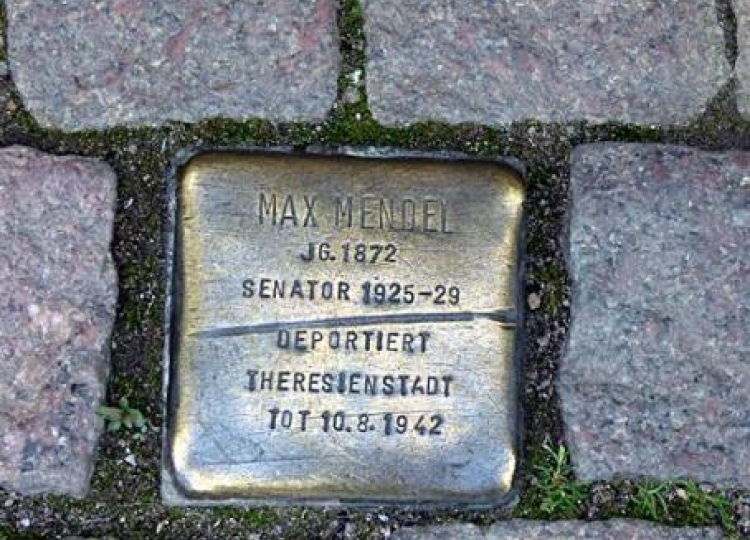 MAX MENDEL
JG. 1872
SENATOR 1925-29
DEPORTIERT
THERESIENSTADT
TOT 10.8.1942